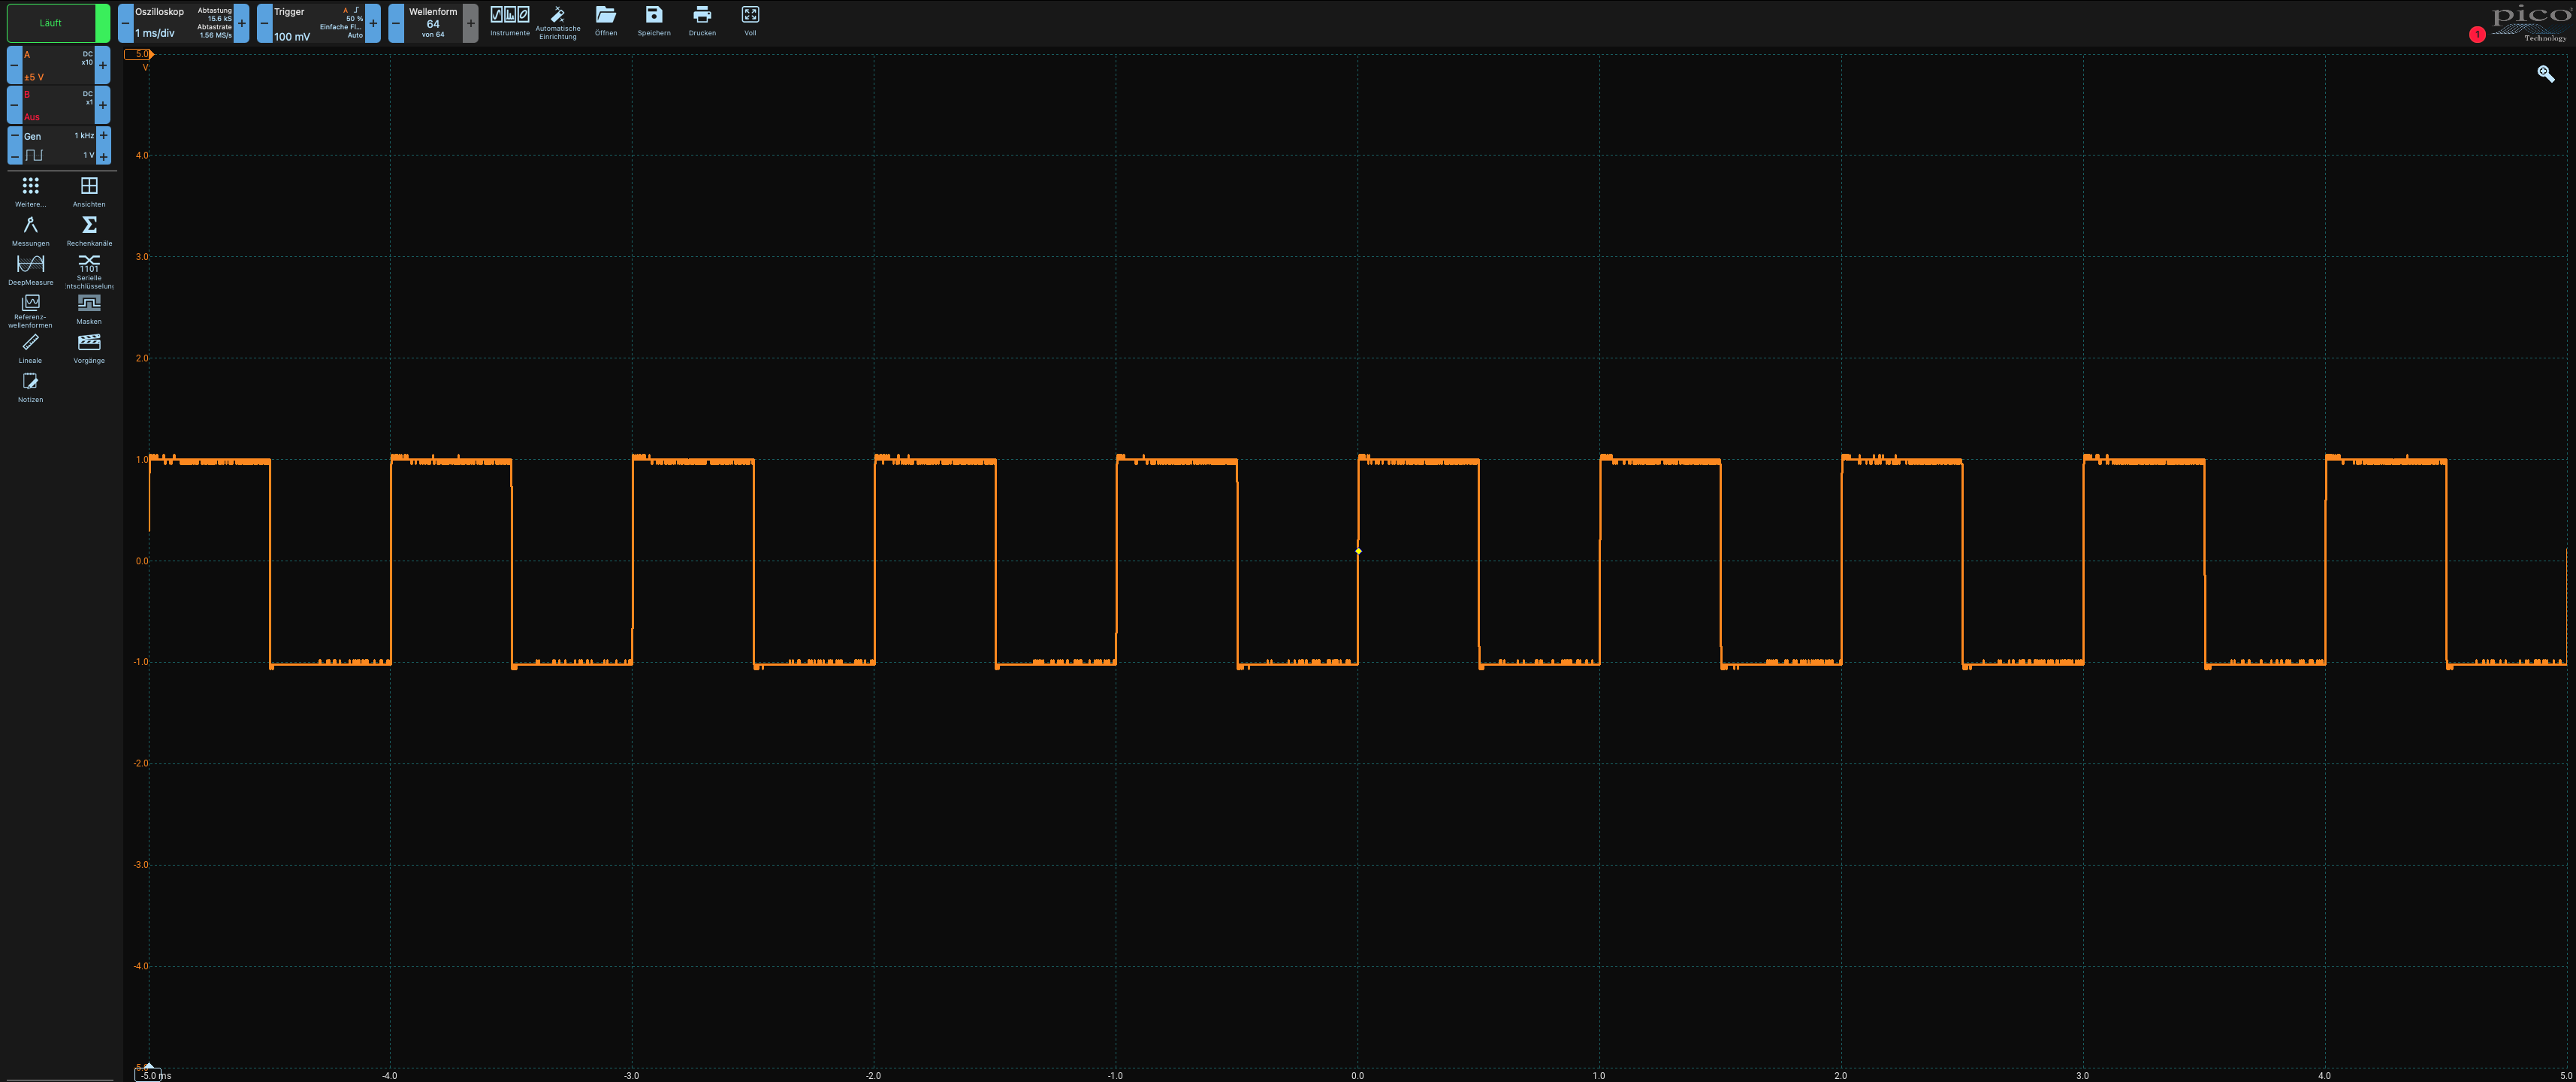 Läuft
Oszilloskop
1 ms/div
Abtastung
15.6 kS
Abtastrate
1.56 MS/s
Trigger
100 mV
A
50 %
Einfache Fl...
Auto
Wellenform
64
von 64
Instrumente
Automatische
Einrichtung
Öffnen
Speichern
Drucken
Voll
1
pico
Technology
A
DC
x10
±5 V
B
DC
x1
Aus
Gen
1 kHz
1 V
Weitere...
Ansichten
Messungen
Rechenkanäle
DeepMeasure
1101
Serielle
ntschlüsselung
Referenz-
wellenformen
Masken
Lineale
Vorgänge
Notizen
5.0
V
4.0
3.0
2.0
1.0
0.0
-1.0
-2.0
-3.0
-4.0
-5.0 ms
-4.0
-3.0
-2.0
-1.0
0.0
1.0
2.0
3.0
4.0
5.0